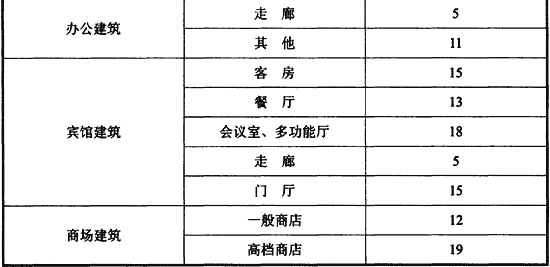 办公建筑 走廊 5
其他 11
宾馆建筑 客房 15
餐厅 13
会议室、多功能厅 18
走廊 5
门厅 15
商场建筑 一般商店 12
高档商店 19